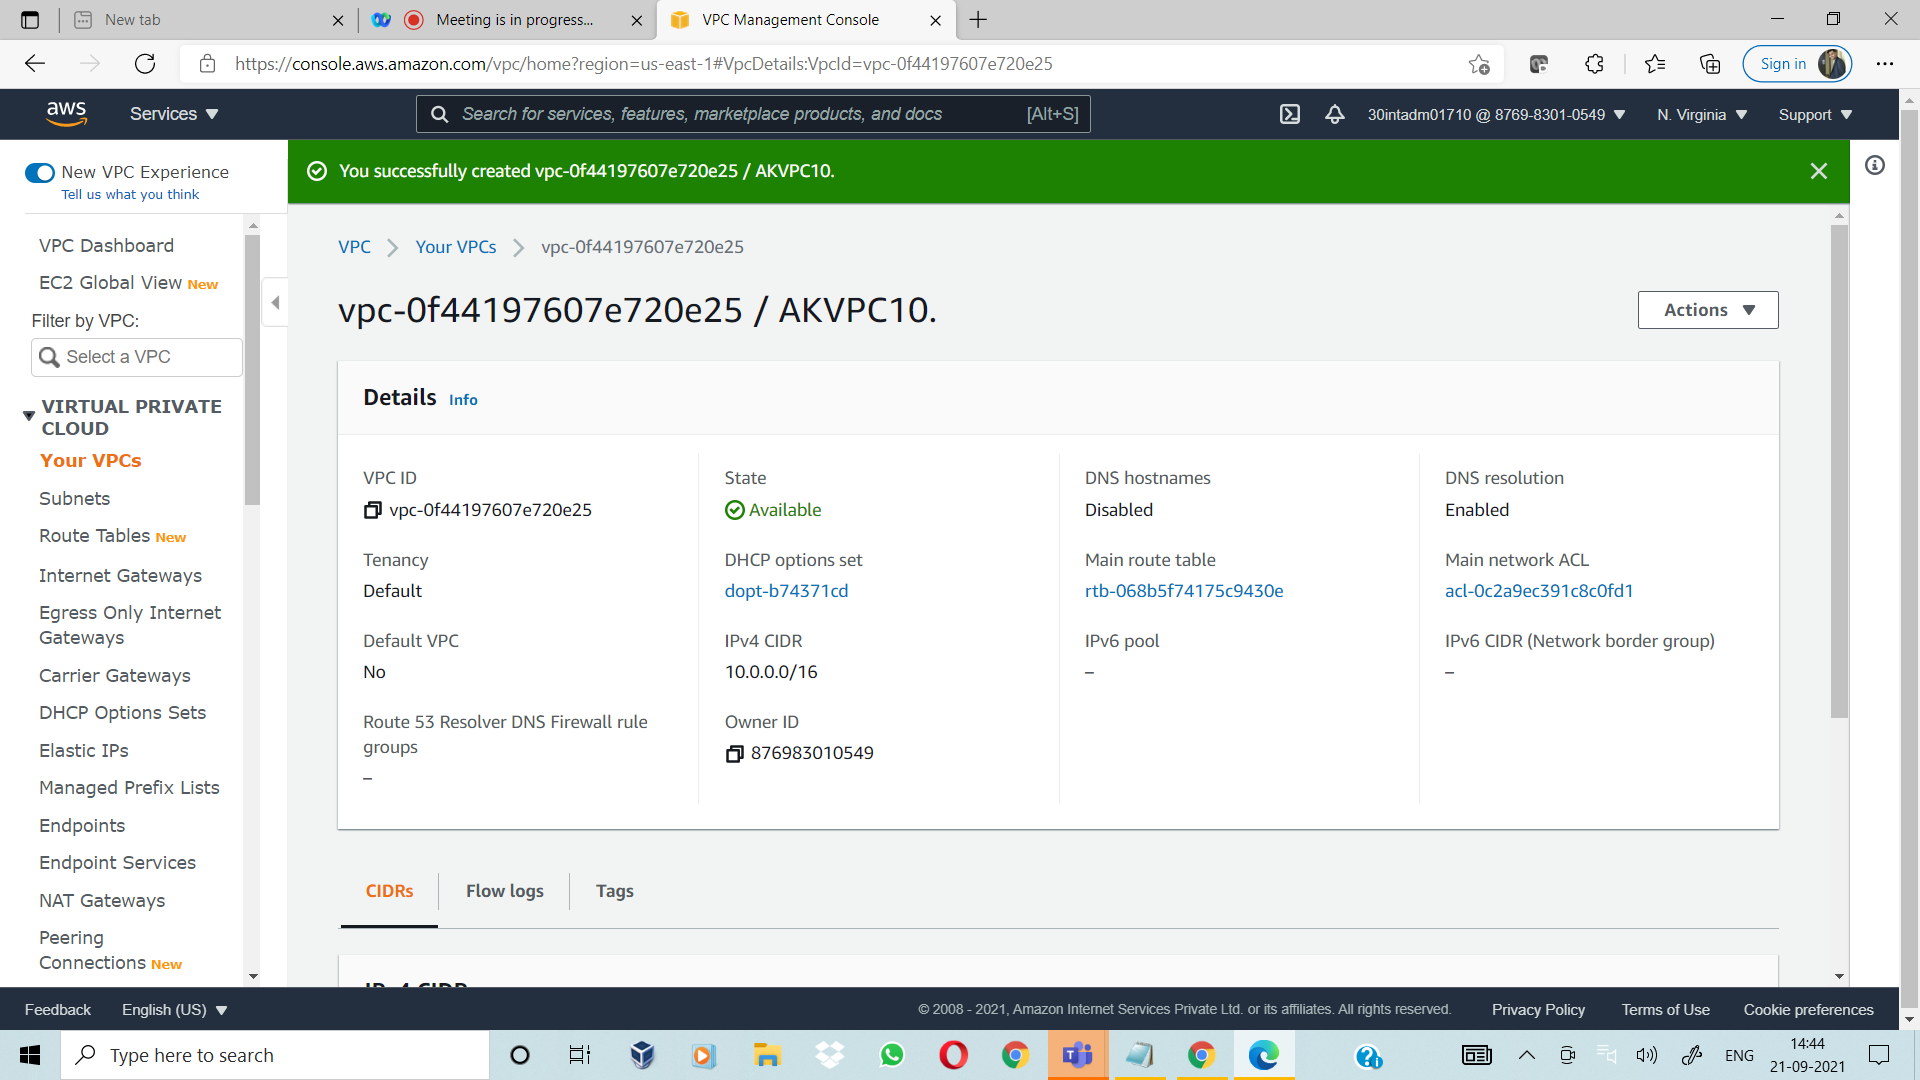 New tab
Meeting is in progress...
VPC Management Console
https://console.aws.amazon.com/vpc/home?region=us-east-1#VpcDetails:VpcId=vpc-0f44197607e720e25
Sign in
aws
Services
Search for services, features, marketplace products, and docs
[Alt+S]
30intadm01710 @ 8769-8301-0549
N. Virginia
Support
New VPC Experience
Tell us what you think
VPC Dashboard
EC2 Global View New
Filter by VPC:
Select a VPC
VIRTUAL PRIVATE
CLOUD
Your VPCs
Subnets
Route Tables New
Internet Gateways
Egress Only Internet
Gateways
Carrier Gateways
DHCP Options Sets
Elastic IPs
Managed Prefix Lists
Endpoints
Endpoint Services
NAT Gateways
Peering
Connections New
You successfully created vpc-0f44197607e720e25 / AKVPC10.
VPC
Your VPCs
vpc-0f44197607e720e25
vpc-0f44197607e720e25 / AKVPC10.
Actions
Details Info
VPC ID
vpc-0f44197607e720e25
State
Available
DNS hostnames
Disabled
DNS resolution
Enabled
Tenancy
Default
DHCP options set
dopt-b74371cd
Main route table
rtb-068b5f74175c9430e
Main network ACL
acl-0c2a9ec391c8c0fd1
Default VPC
No
IPv4 CIDR
10.0.0.0/16
IPv6 pool
–
IPv6 CIDR (Network border group)
–
Route 53 Resolver DNS Firewall rule
groups
–
Owner ID
876983010549
CIDRs
Flow logs
Tags
IPv4 CIDR
Feedback
English (US)
© 2008 - 2021, Amazon Internet Services Private Ltd. or its affiliates. All rights reserved.
Privacy Policy
Terms of Use
Cookie preferences
Type here to search
ENG
14:44
21-09-2021